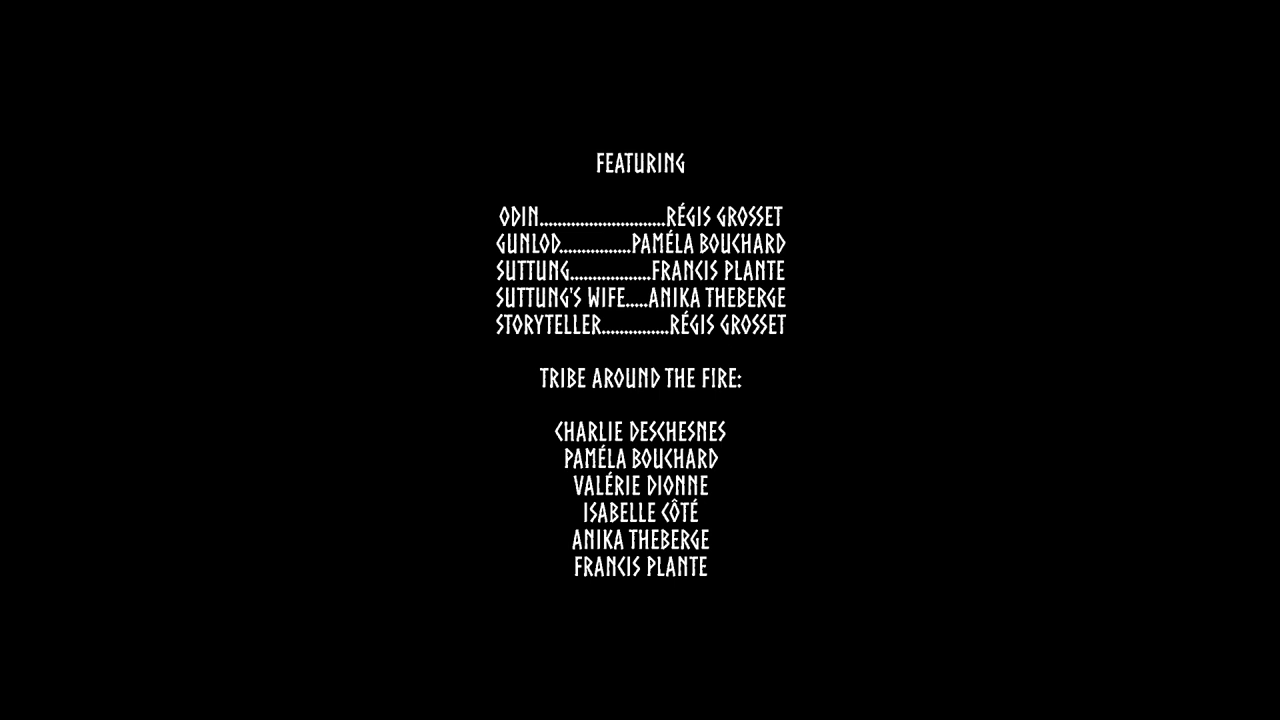 FEATURING
ODIN............................RÉGIS GROSSET
GUNLOD................PAMÉLA BOUCHARD
SUTTUNG..................FRANCIS PLANTE
SUTTUNG'S WIFE.....ANIKA THEBERGE
STORYTELLER...............RÉGIS GROSSET
TRIBE AROUND THE FIRE:
CHARLIE DESCHESNES
PAMÉLA BOUCHARD
VALÉRIE DIONNE
ISABELLE CÔTÉ
ANIKA THEBERGE
FRANCIS PLANTE